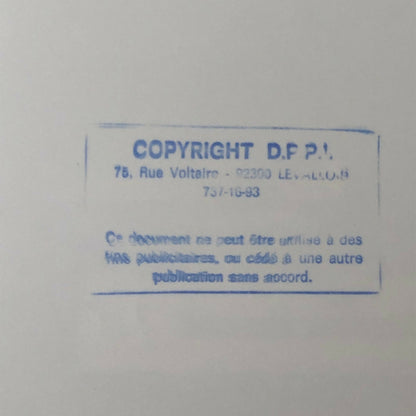 COPYRIGHT D.P.P.I.
75, Rue Voltaire - 92300 LEVALLOIS
737-16-93
Ce document ne peut être utilisé à des
fins publicitaires, ou cédé à une autre
publication sans accord.